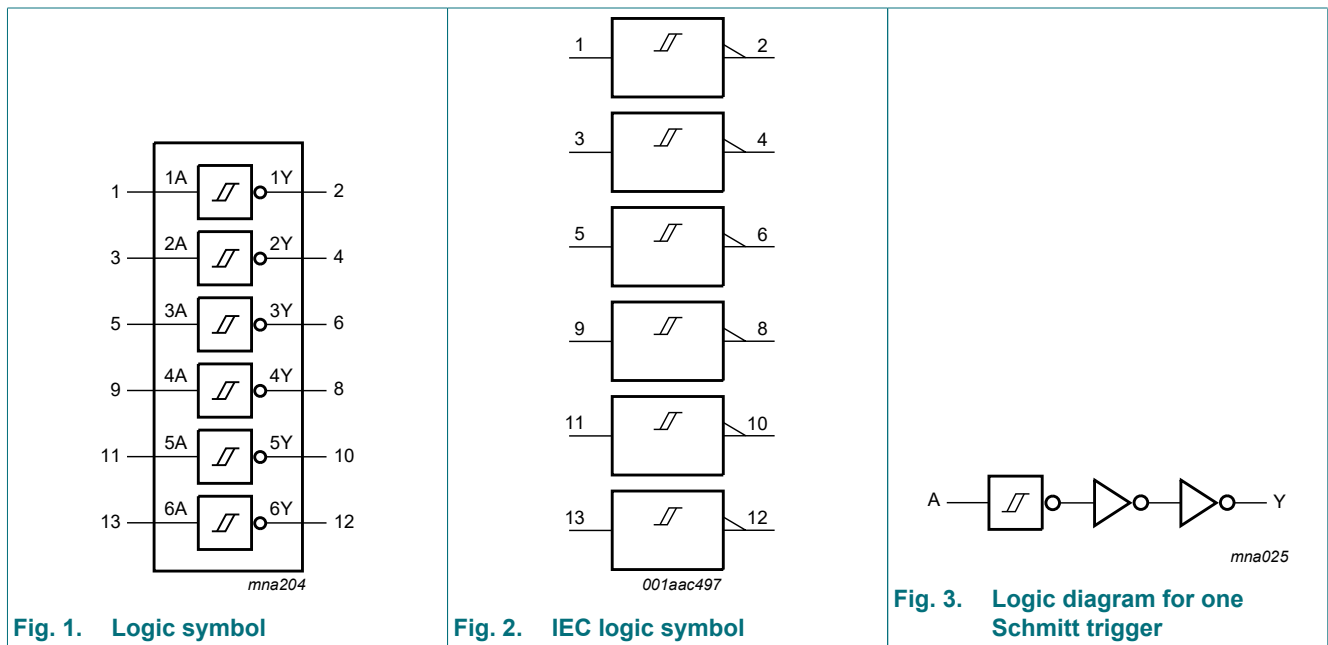 1A 1Y
1 2
2A 2Y
3 4
3A 3Y
5 6
4A 4Y
9 8
5A 5Y
11 10
6A 6Y
13 12
mna204
Fig. 1. Logic symbol
1 2
3 4
5 6
9 8
11 10
13 12
001aac497
Fig. 2. IEC logic symbol
A Y
mna025
Fig. 3. Logic diagram for one
Schmitt trigger